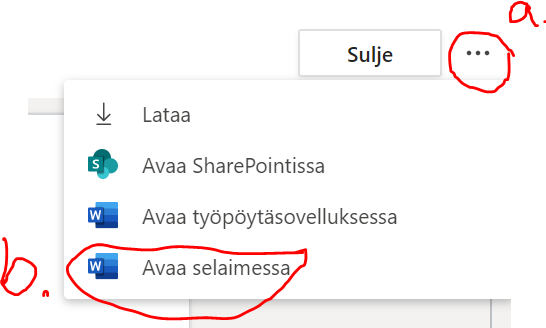 a.
Sulje ...
Lataa
S Avaa SharePointissa
W Avaa työpöytäsovelluksessa
b. W Avaa selaimessa